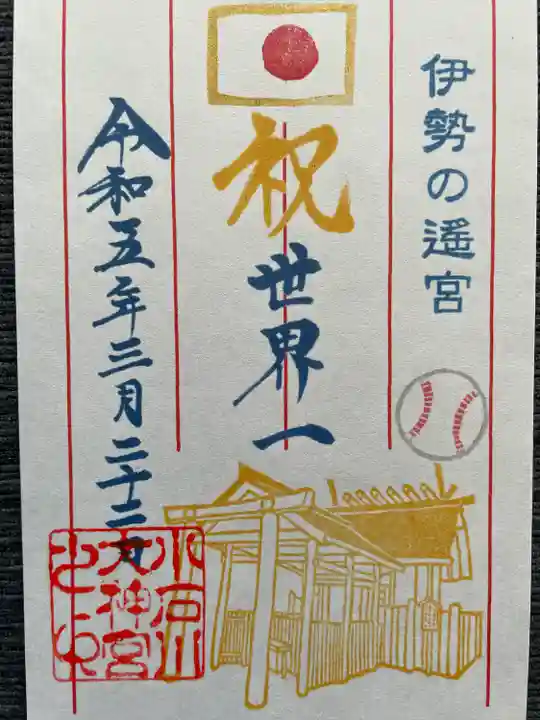 伊勢の遥宮
祝
世界一
令和五年三月二十二日
小石川
大神宮